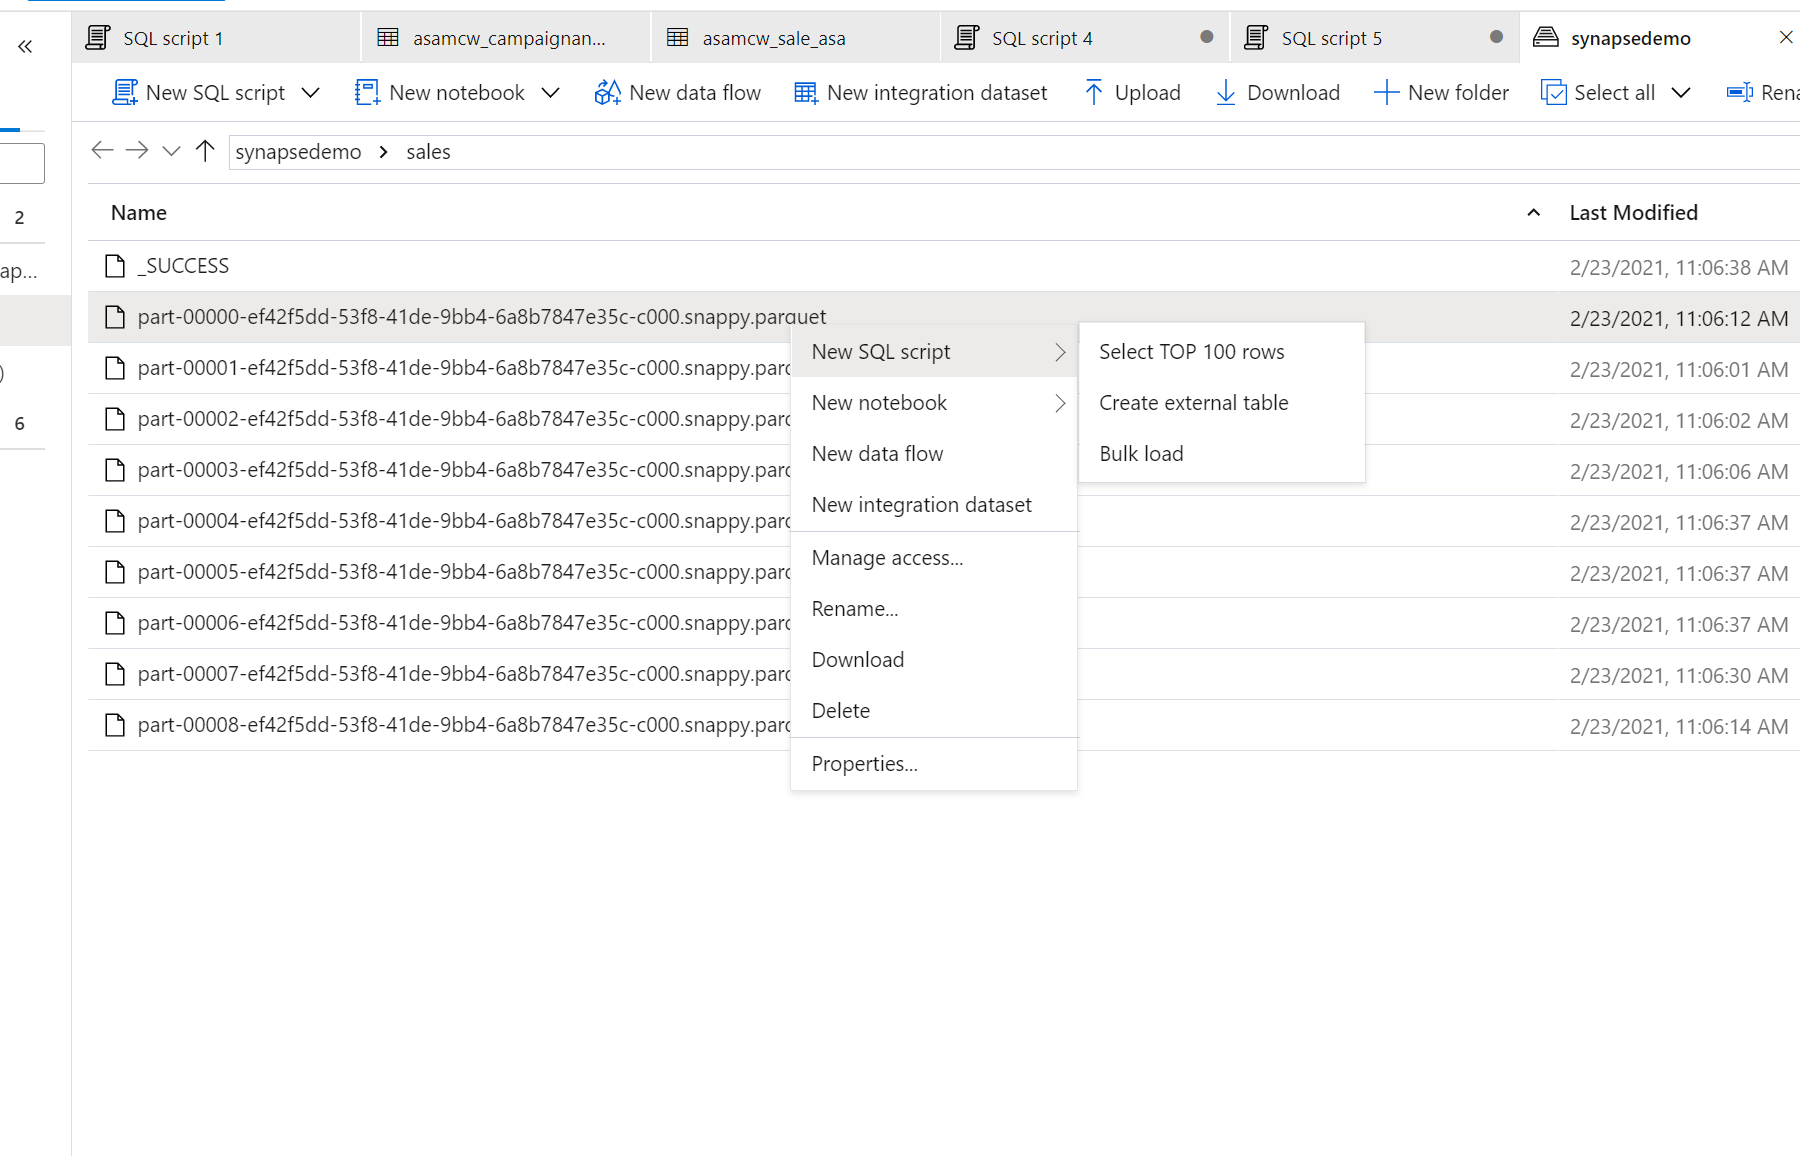 SQL script 1
asamcw_campaignan...
asamcw_sale_asa
SQL script 4
SQL script 5
synapsedemo
New SQL script
New notebook
New data flow
New integration dataset
Upload
Download
New folder
Select all
Rena
synapsedemo > sales
2
ap...
)
6
Name
Last Modified
_SUCCESS
2/23/2021, 11:06:38 AM
part-00000-ef42f5dd-53f8-41de-9bb4-6a8b7847e35c-c000.snappy.parquet
2/23/2021, 11:06:12 AM
part-00001-ef42f5dd-53f8-41de-9bb4-6a8b7847e35c-c000.snappy.parq
2/23/2021, 11:06:01 AM
part-00002-ef42f5dd-53f8-41de-9bb4-6a8b7847e35c-c000.snappy.parq
2/23/2021, 11:06:02 AM
part-00003-ef42f5dd-53f8-41de-9bb4-6a8b7847e35c-c000.snappy.parq
2/23/2021, 11:06:06 AM
part-00004-ef42f5dd-53f8-41de-9bb4-6a8b7847e35c-c000.snappy.parq
2/23/2021, 11:06:37 AM
part-00005-ef42f5dd-53f8-41de-9bb4-6a8b7847e35c-c000.snappy.parq
2/23/2021, 11:06:37 AM
part-00006-ef42f5dd-53f8-41de-9bb4-6a8b7847e35c-c000.snappy.parq
2/23/2021, 11:06:37 AM
part-00007-ef42f5dd-53f8-41de-9bb4-6a8b7847e35c-c000.snappy.parq
2/23/2021, 11:06:30 AM
part-00008-ef42f5dd-53f8-41de-9bb4-6a8b7847e35c-c000.snappy.parq
2/23/2021, 11:06:14 AM
New SQL script
New notebook
New data flow
New integration dataset
Manage access...
Rename...
Download
Delete
Properties...
Select TOP 100 rows
Create external table
Bulk load